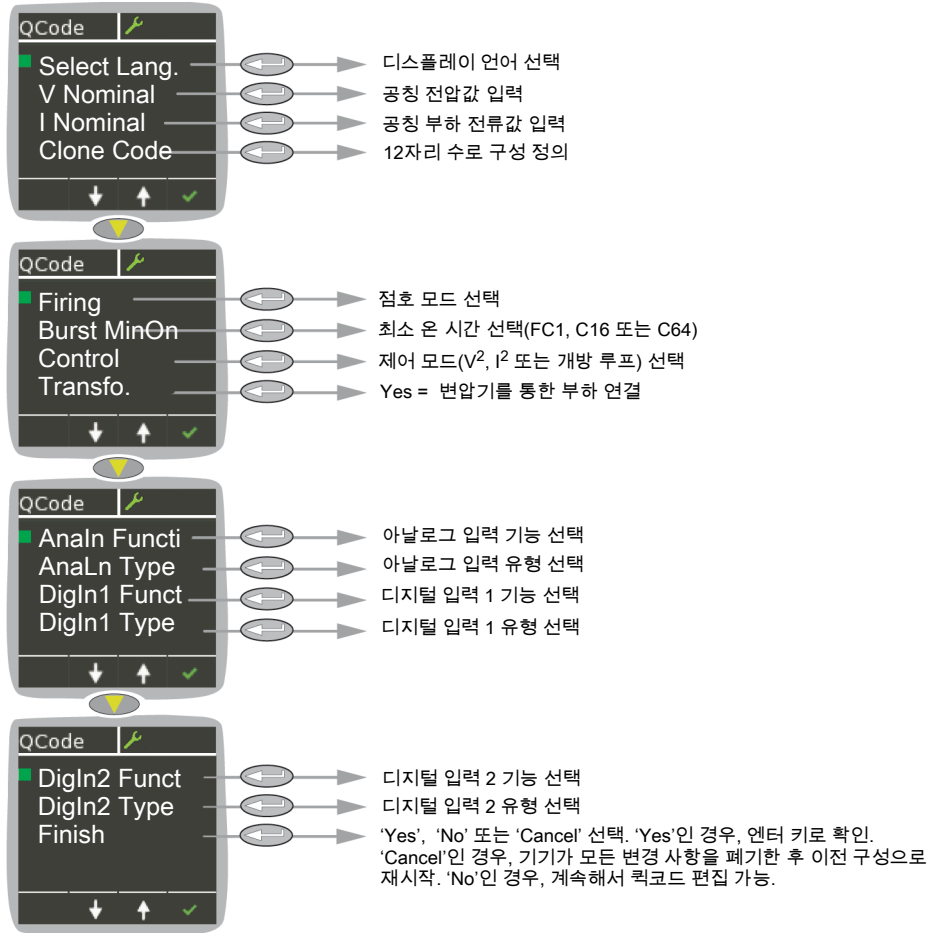 QCode
Select Lang.
디스플레이 언어 선택
V Nominal
공칭 전압값 입력
I Nominal
공칭 부하 전류값 입력
Clone Code
12자리 수로 구성 정의
QCode
Firing
점호 모드 선택
Burst MinOn
최소 온 시간 선택(FC1, C16 또는 C64)
Control
제어 모드(V², I² 또는 개방 루프) 선택
Transfo.
Yes = 변압기를 통한 부하 연결
QCode
AnaIn Functi
아날로그 입력 기능 선택
AnaLn Type
아날로그 입력 유형 선택
DigIn1 Funct
디지털 입력 1 기능 선택
DigIn1 Type
디지털 입력 1 유형 선택
QCode
DigIn2 Funct
디지털 입력 2 기능 선택
DigIn2 Type
디지털 입력 2 유형 선택
Finish
‘Yes’, ‘No’ 또는 ‘Cancel’ 선택. ‘Yes’인 경우, 엔터 키로 확인.
‘Cancel’인 경우, 기기가 모든 변경 사항을 폐기한 후 이전 구성으로
재시작. ‘No’인 경우, 계속해서 퀵코드 편집 가능.